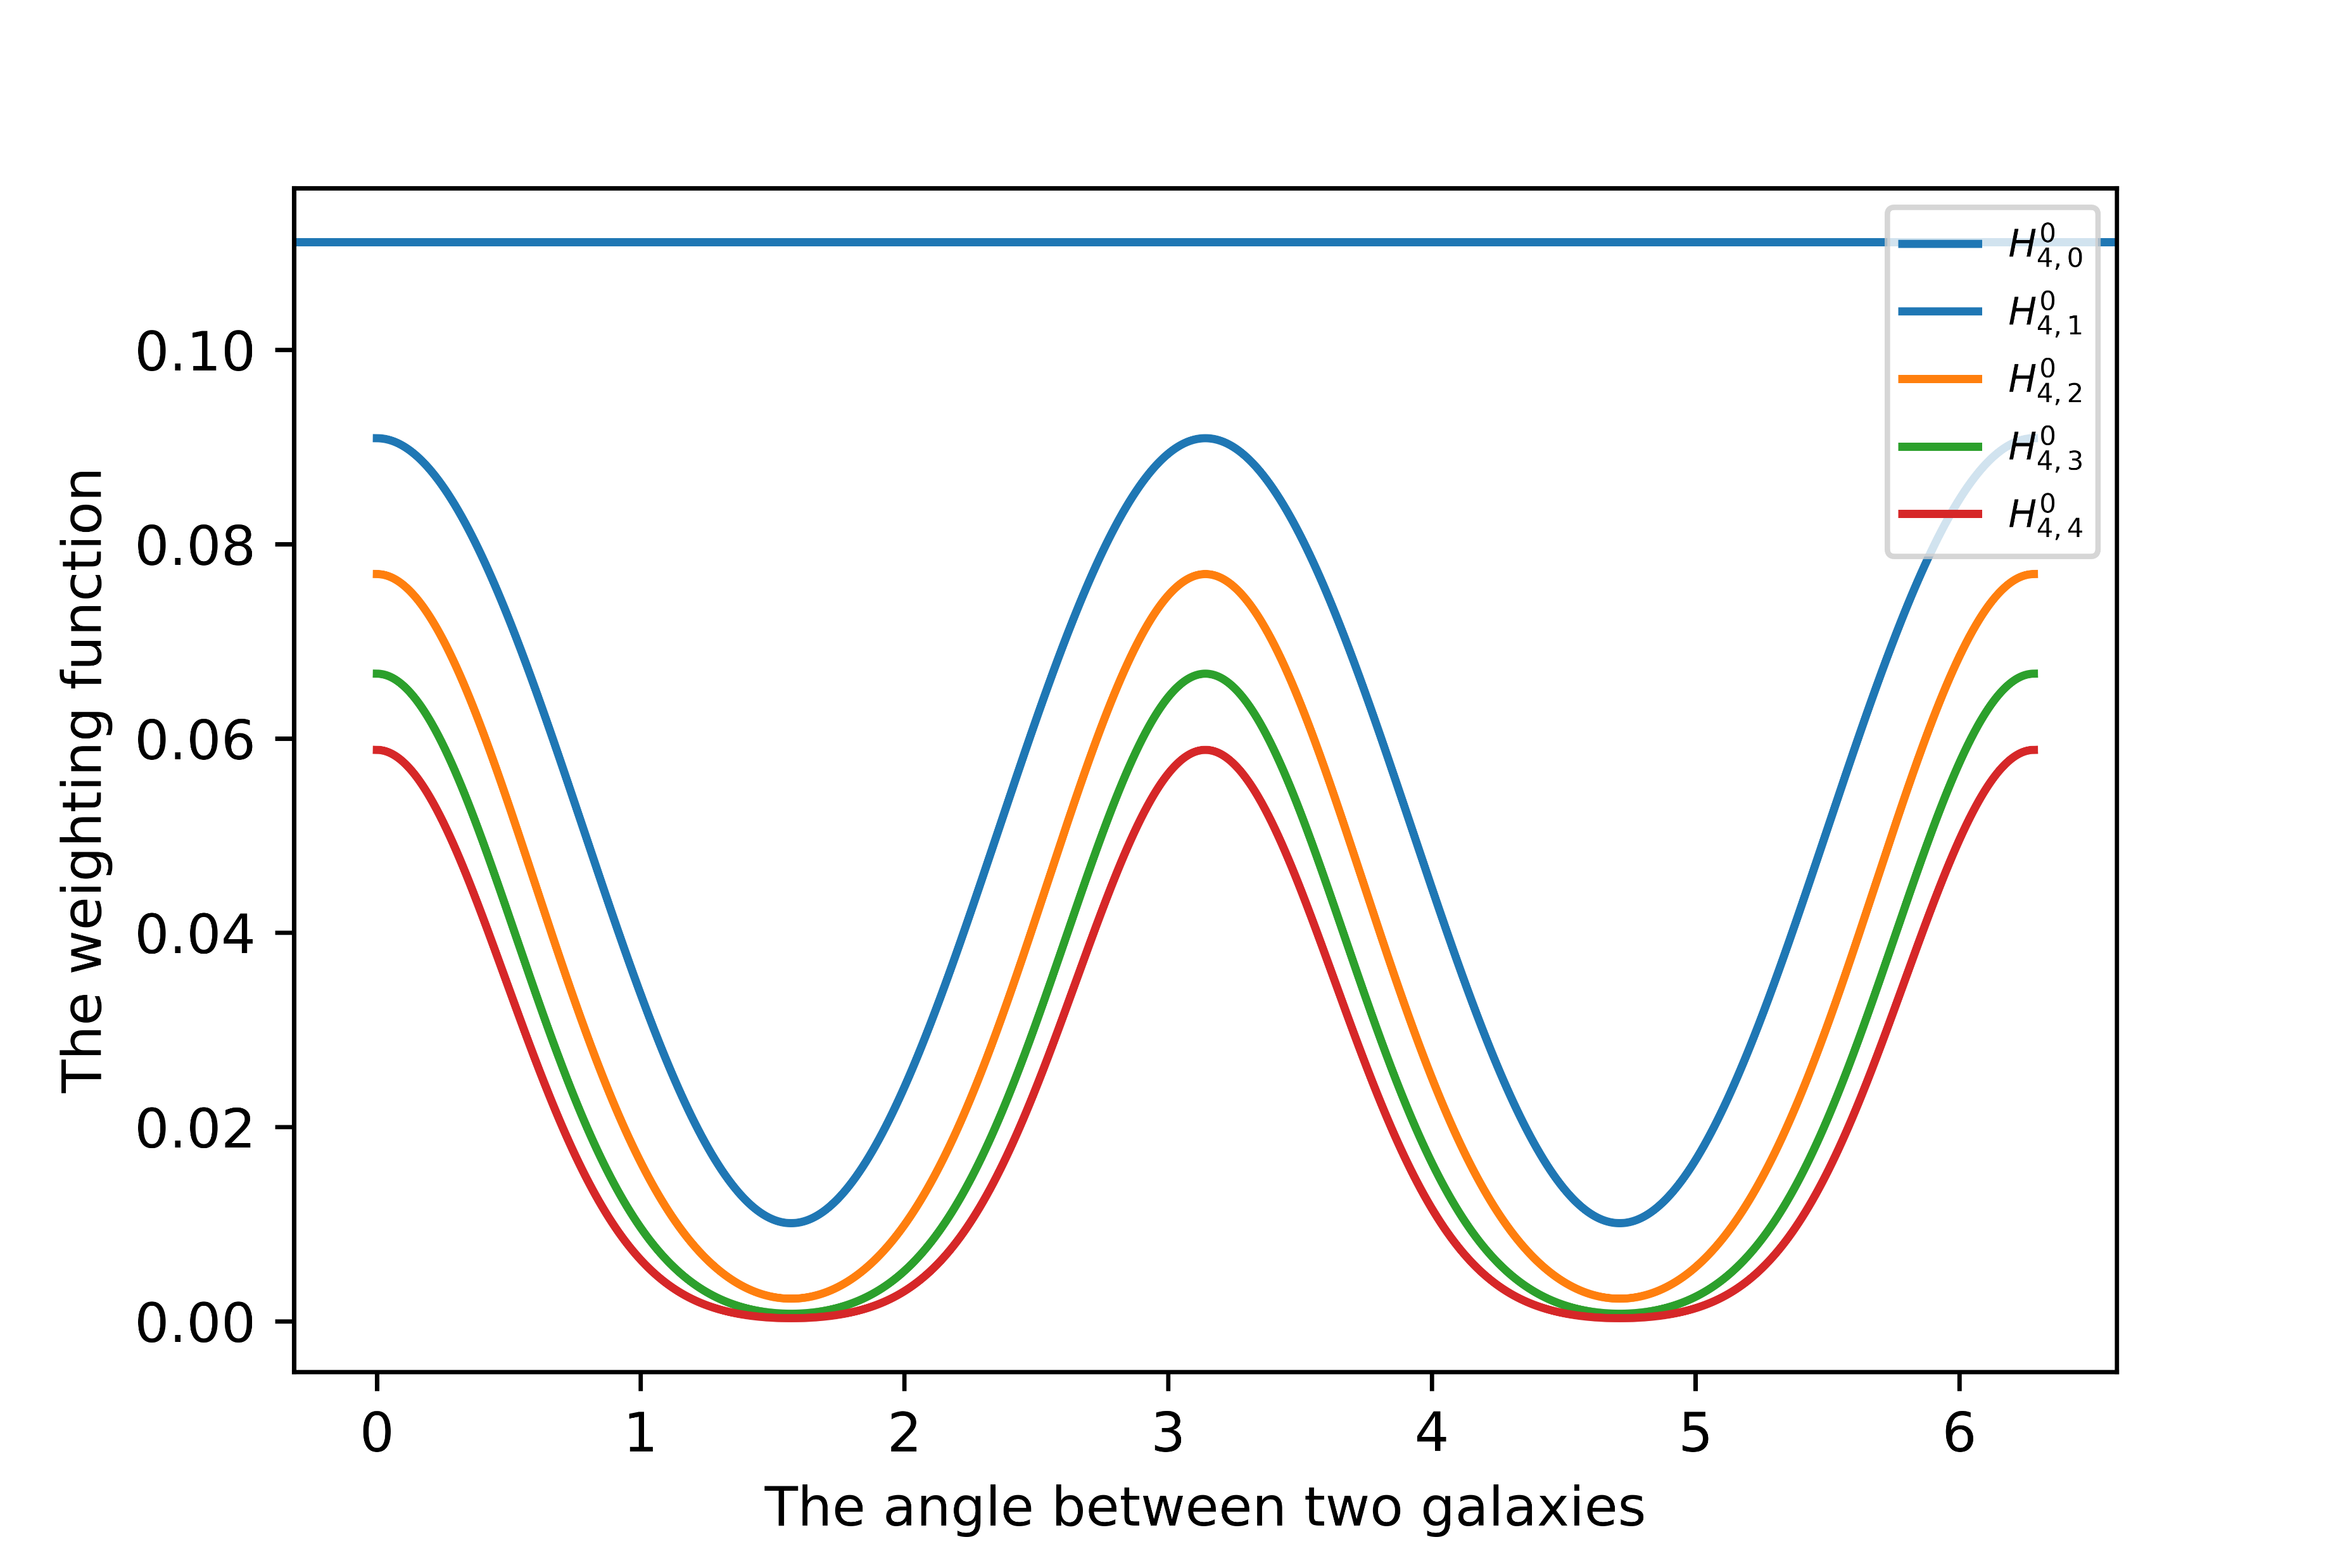 The weighting function
0.10
0.08
0.06
0.04
0.02
0.00
0 1 2 3 4 5 6
The angle between two galaxies
H⁰₄,₀
H⁰₄,₁
H⁰₄,₂
H⁰₄,₃
H⁰₄,₄